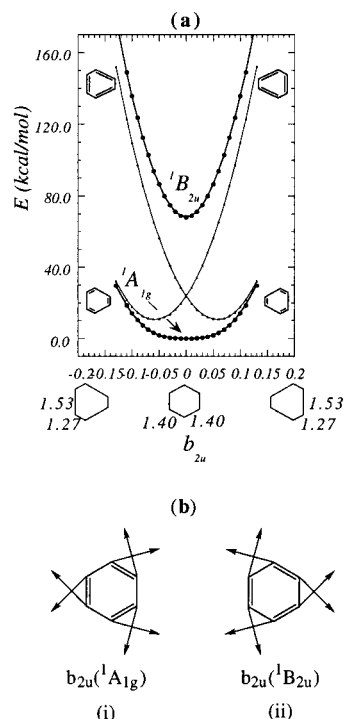 (a)
E (kcal/mol)
160.0
120.0
80.0
40.0
0.0
¹B₂ᵤ
¹A₁g
-0.2 -0.15 -0.1 -0.05 0 0.05 0.1 0.15 0.2
1.53 1.53
1.27 1.40 1.40 1.27
b₂ᵤ
(b)
b₂ᵤ(¹A₁g) b₂ᵤ(¹B₂ᵤ)
(i) (ii)